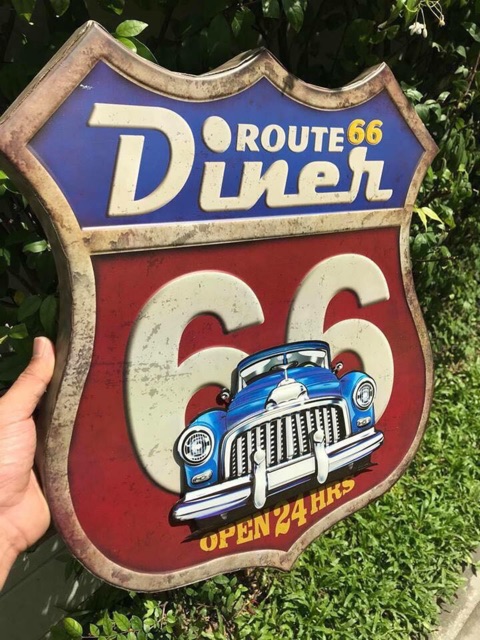 ROUTE 66
Diner
66
OPEN 24 HRS